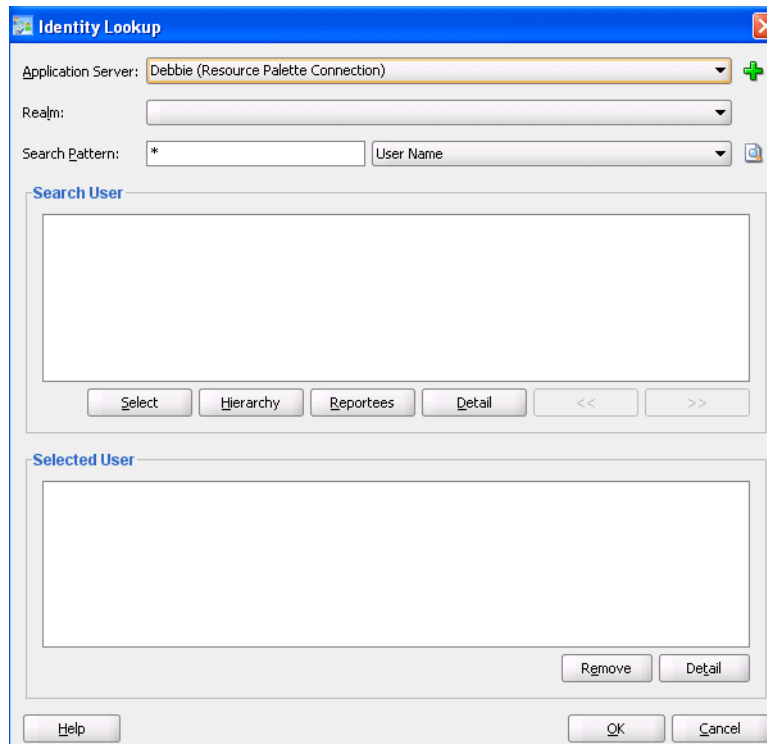 Identity Lookup
Application Server: Debbie (Resource Palette Connection)
Realm:
Search Pattern: * User Name
Search User
Select Hierarchy Reportees Detail << >>
Selected User
Remove Detail
Help OK Cancel